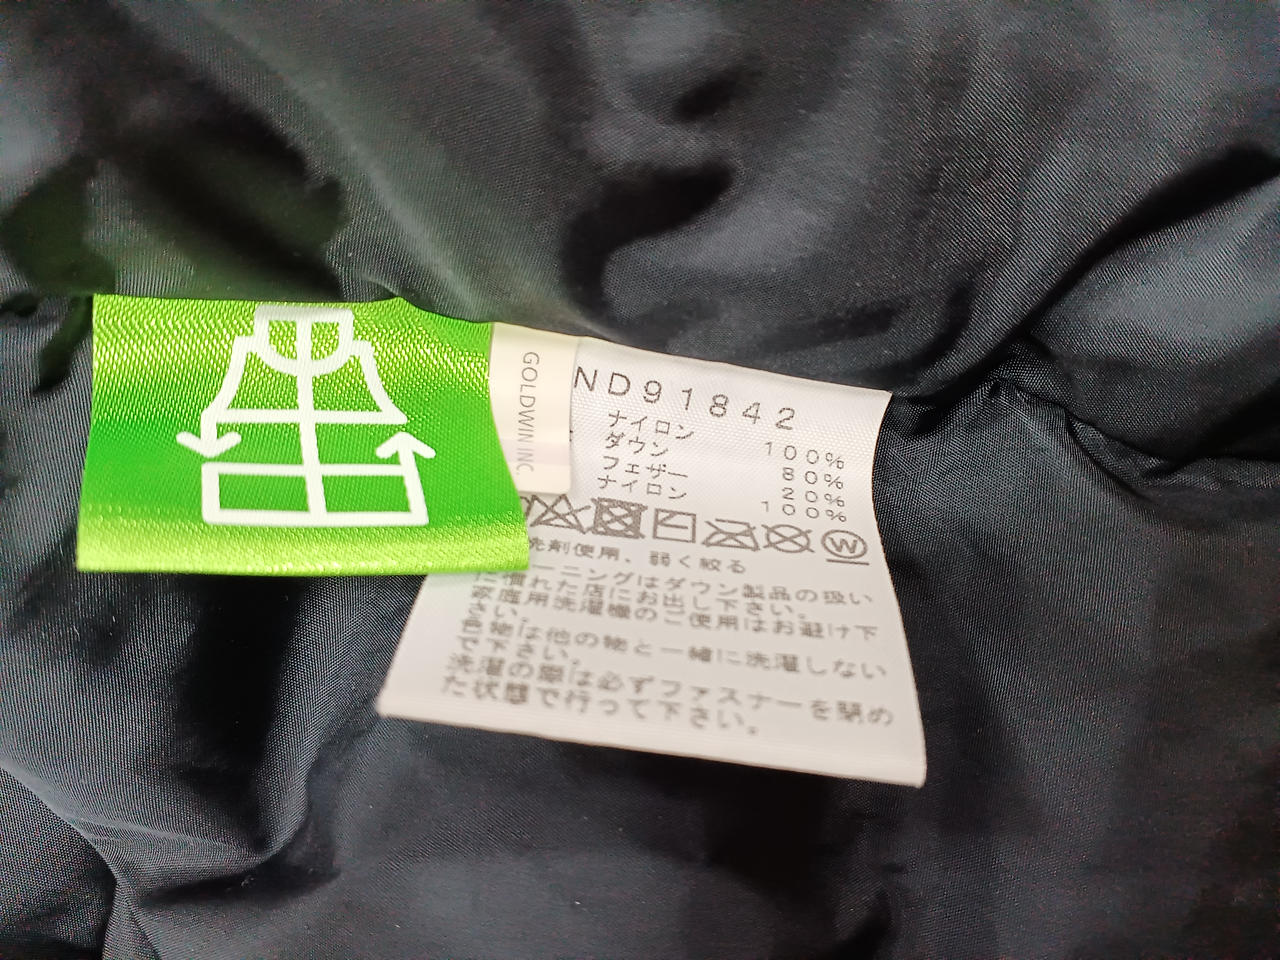 GOLDWIN INC.
ND91842
ナイロン 100%
ダウン 80%
フェザー 20%
ナイロン 100%
W
洗剤使用、弱く絞る
ーニングはダウン製品の扱い
に慣れた店にお出し下さい。
家庭用洗濯機のご使用はお避け下
さい。
色物は他の物と一緒に洗濯しない
で下さい。
洗濯の際は必ずファスナーを閉め
た状態で行って下さい。